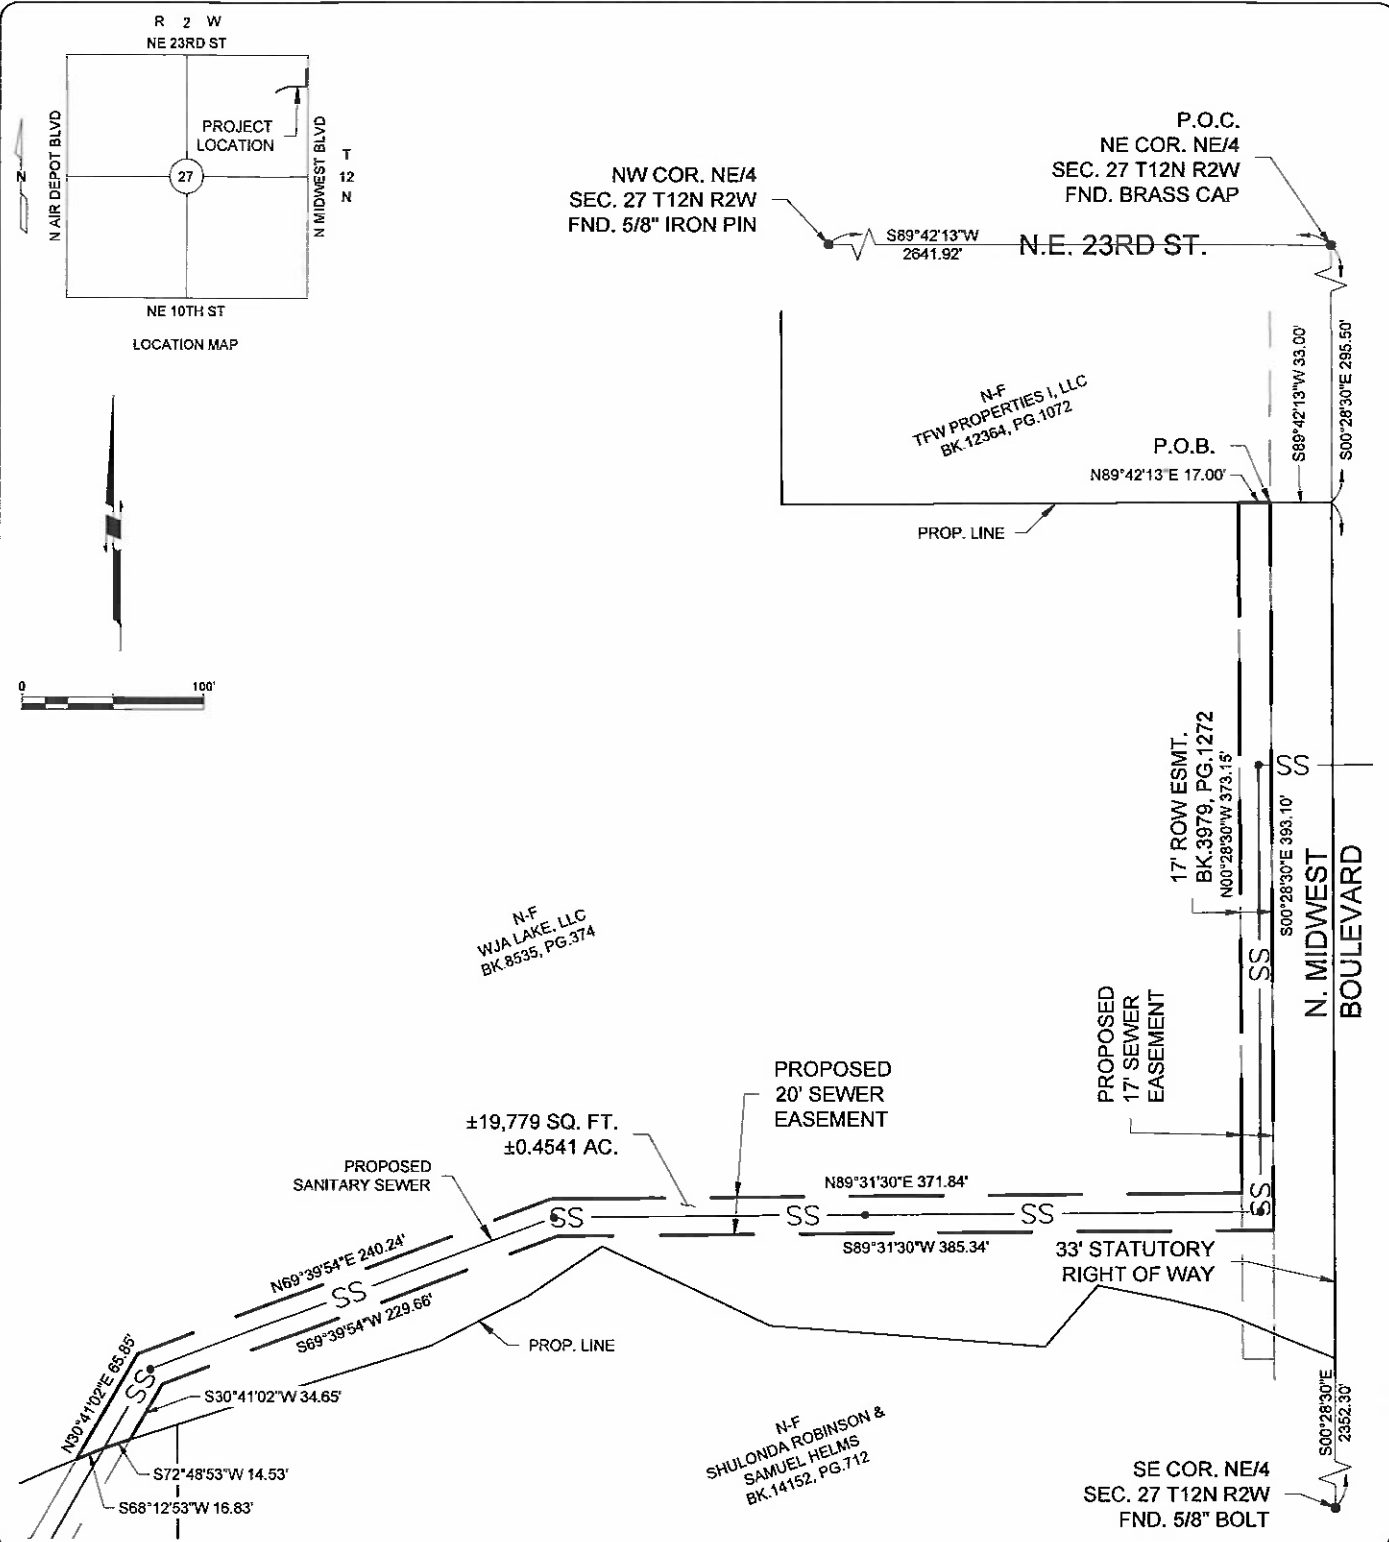 R 2 W
NE 23RD ST
N AIR DEPOT BLVD
PROJECT
LOCATION
N MIDWEST BLVD
T
12
N
27
N
NE 10TH ST
LOCATION MAP
0 100'
NW COR. NE/4
SEC. 27 T12N R2W
FND. 5/8" IRON PIN
P.O.C.
NE COR. NE/4
SEC. 27 T12N R2W
FND. BRASS CAP
S89°42'13"W
2641.92'
N.E. 23RD ST.
S89°42'13"W 33.00'
S00°28'30"E 295.50'
N-F
TFW PROPERTIES I, LLC
BK.12364, PG.1072
P.O.B.
N89°42'13"E 17.00'
PROP. LINE
17' ROW ESMT.
BK.3979, PG.1272
N00°28'30"W 373.15'
SS
S00°28'30"E 393.10'
N. MIDWEST
BOULEVARD
SS
N-F
WJA LAKE, LLC
BK.8535, PG.374
PROPOSED
17' SEWER
EASEMENT
PROPOSED
20' SEWER
EASEMENT
±19,779 SQ. FT.
±0.4541 AC.
PROPOSED
SANITARY SEWER
N89°31'30"E 371.84'
SS
SS
SS
SS
S89°31'30"W 385.34'
33' STATUTORY
RIGHT OF WAY
N69°39'54"E 240.24'
SS
S69°39'54"W 229.66'
PROP. LINE
N30°41'02"E 65.85'
SS
S30°41'02"W 34.65'
S72°48'53"W 14.53'
S68°12'53"W 16.83'
N-F
SHULONDA ROBINSON &
SAMUEL HELMS
BK.14152, PG.712
S00°28'30"E
2352.30'
SE COR. NE/4
SEC. 27 T12N R2W
FND. 5/8" BOLT